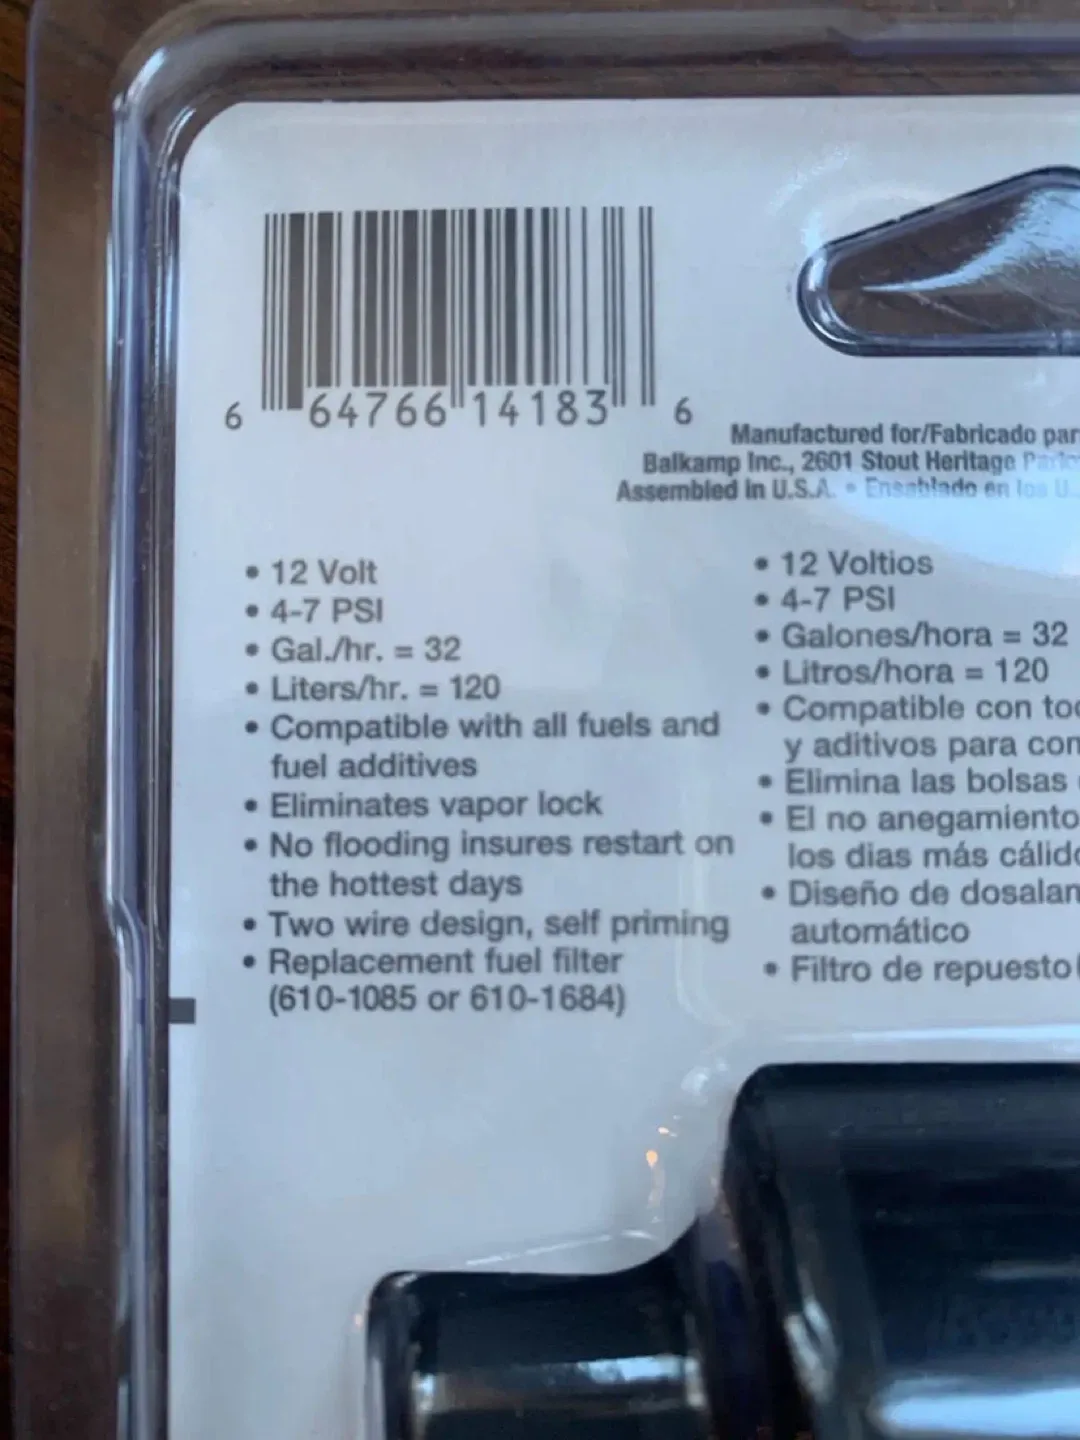 6 64766 14183 6
Manufactured for/Fabricado par
Balkamp Inc., 2601 Stout Heritage
Assembled in U.S.A. • Ensablado en los U.
• 12 Volt
• 4-7 PSI
• Gal./hr. = 32
• Liters/hr. = 120
• Compatible with all fuels and
fuel additives
• Eliminates vapor lock
• No flooding insures restart on
the hottest days
• Two wire design, self priming
• Replacement fuel filter
(610-1085 or 610-1684)
• 12 Voltios
• 4-7 PSI
• Galones/hora = 32
• Litros/hora = 120
• Compatible con
y aditivos para
• Elimina las bolsas
• El no anegamiento
los dias más
• Diseño de
automático
• Filtro de repuesto